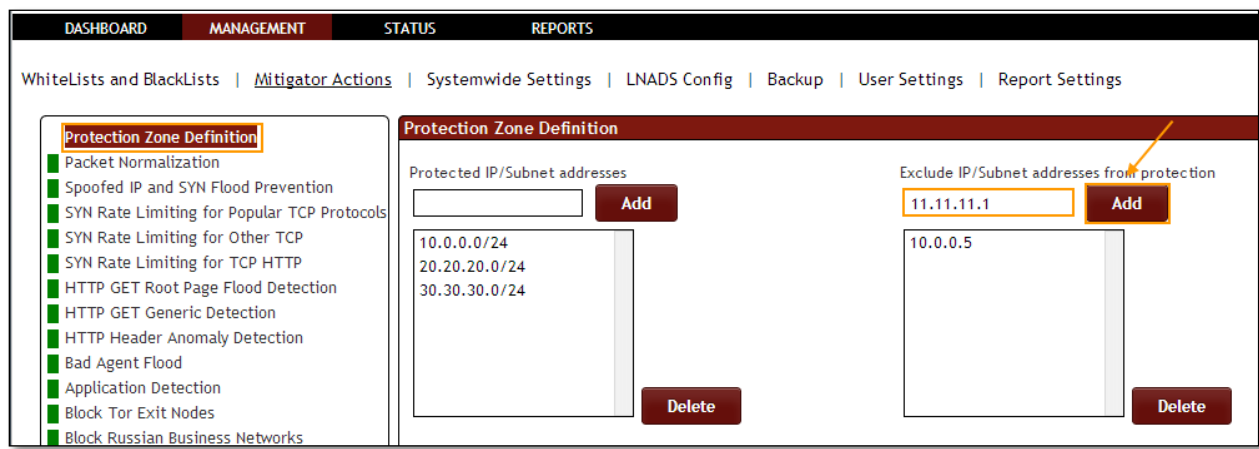 DASHBOARD MANAGEMENT STATUS REPORTS
WhiteLists and BlackLists | Mitigator Actions | Systemwide Settings | LNADS Config | Backup | User Settings | Report Settings
Protection Zone Definition
Packet Normalization
Spoofed IP and SYN Flood Prevention
SYN Rate Limiting for Popular TCP Protocols
SYN Rate Limiting for Other TCP
SYN Rate Limiting for TCP HTTP
HTTP GET Root Page Flood Detection
HTTP GET Generic Detection
HTTP Header Anomaly Detection
Bad Agent Flood
Application Detection
Block Tor Exit Nodes
Block Russian Business Networks
Protection Zone Definition
Protected IP/Subnet addresses
Add
10.0.0.0/24
20.20.20.0/24
30.30.30.0/24
Delete
Exclude IP/Subnet addresses from protection
11.11.11.1 Add
10.0.0.5
Delete